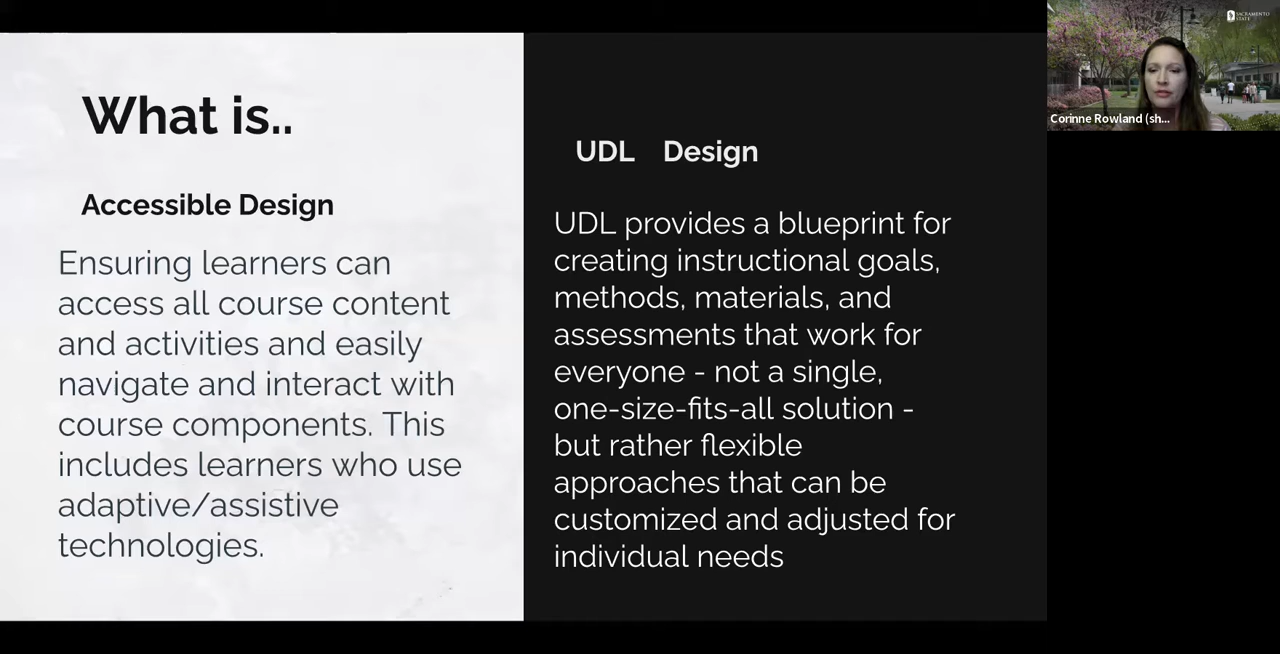 What is..
Accessible Design
Ensuring learners can
access all course content
and activities and easily
navigate and interact with
course components. This
includes learners who use
adaptive/assistive
technologies.
UDL Design
UDL provides a blueprint for
creating instructional goals,
methods, materials, and
assessments that work for
everyone - not a single,
one-size-fits-all solution -
but rather flexible
approaches that can be
customized and adjusted for
individual needs
SACRAMENTO
STATE
Corinne Rowland (sh...